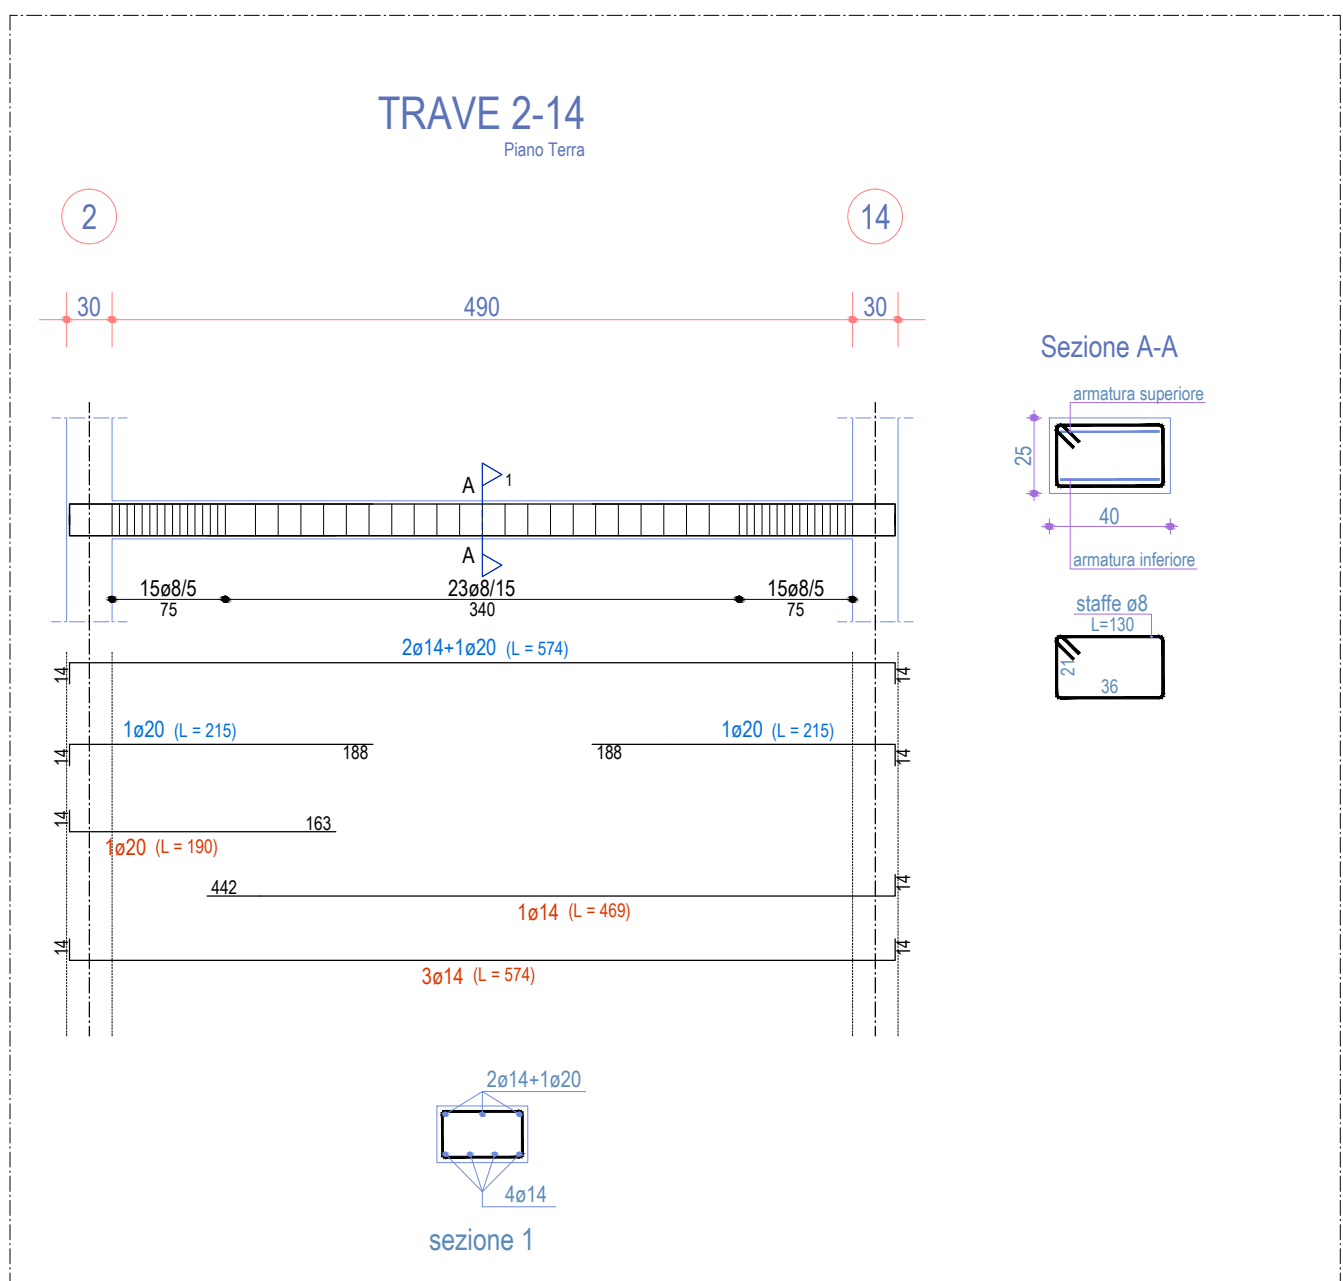 TRAVE 2-14
Piano Terra
2
14
30
490
30
Sezione A-A
armatura superiore
25
40
armatura inferiore
A
1
A
15ø8/5
23ø8/15
15ø8/5
75
340
75
staffe ø8
L=130
21
36
2ø14+1ø20 (L = 574)
14
14
1ø20 (L = 215)
1ø20 (L = 215)
14
188
188
14
14
163
1ø20 (L = 190)
442
14
1ø14 (L = 469)
14
14
3ø14 (L = 574)
2ø14+1ø20
4ø14
sezione 1